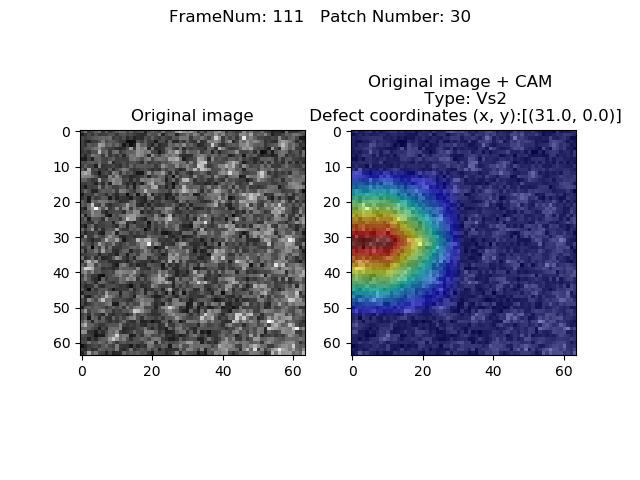 FrameNum: 111   Patch Number: 30
Original image
0
10
20
30
40
50
60
0 20 40 60
Original image + CAM
Type: Vs2
Defect coordinates (x, y):[(31.0, 0.0)]
0
10
20
30
40
50
60
0 20 40 60